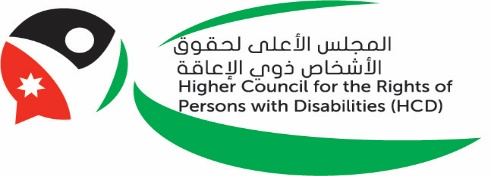 المجلس الأعلى لحقوق
الأشخاص ذوي الإعاقة
Higher Council for the Rights of
Persons with Disabilities (HCD)